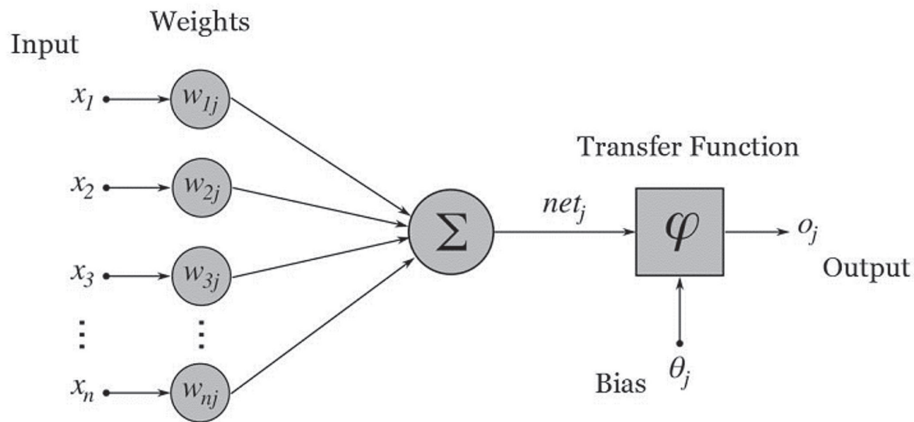 Weights
Input
x1 w1j
Transfer Function
x2 w2j
netj
Σ φ oj
x3 w3j
Output
⋮ ⋮
θj
Bias
xn wnj